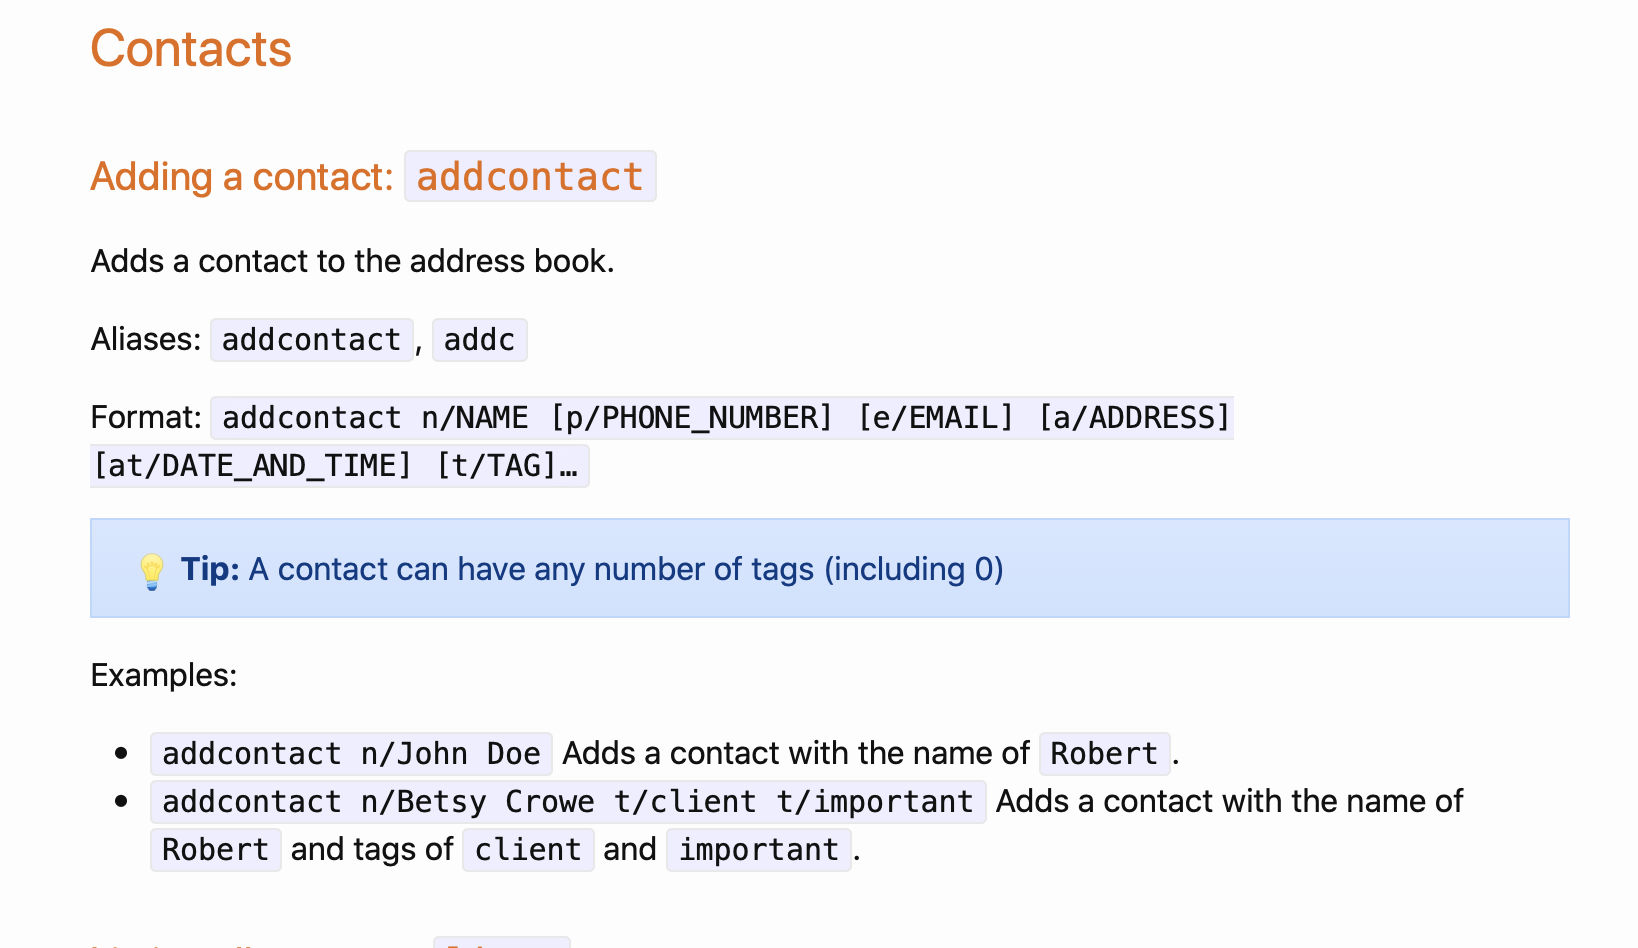 Contacts
Adding a contact: addcontact
Adds a contact to the address book.
Aliases: addcontact, addc
Format: addcontact n/NAME [p/PHONE_NUMBER] [e/EMAIL] [a/ADDRESS]
[at/DATE_AND_TIME] [t/TAG]…
💡 Tip: A contact can have any number of tags (including 0)
Examples:
• addcontact n/John Doe Adds a contact with the name of Robert.
• addcontact n/Betsy Crowe t/client t/important Adds a contact with the name of
Robert and tags of client and important.